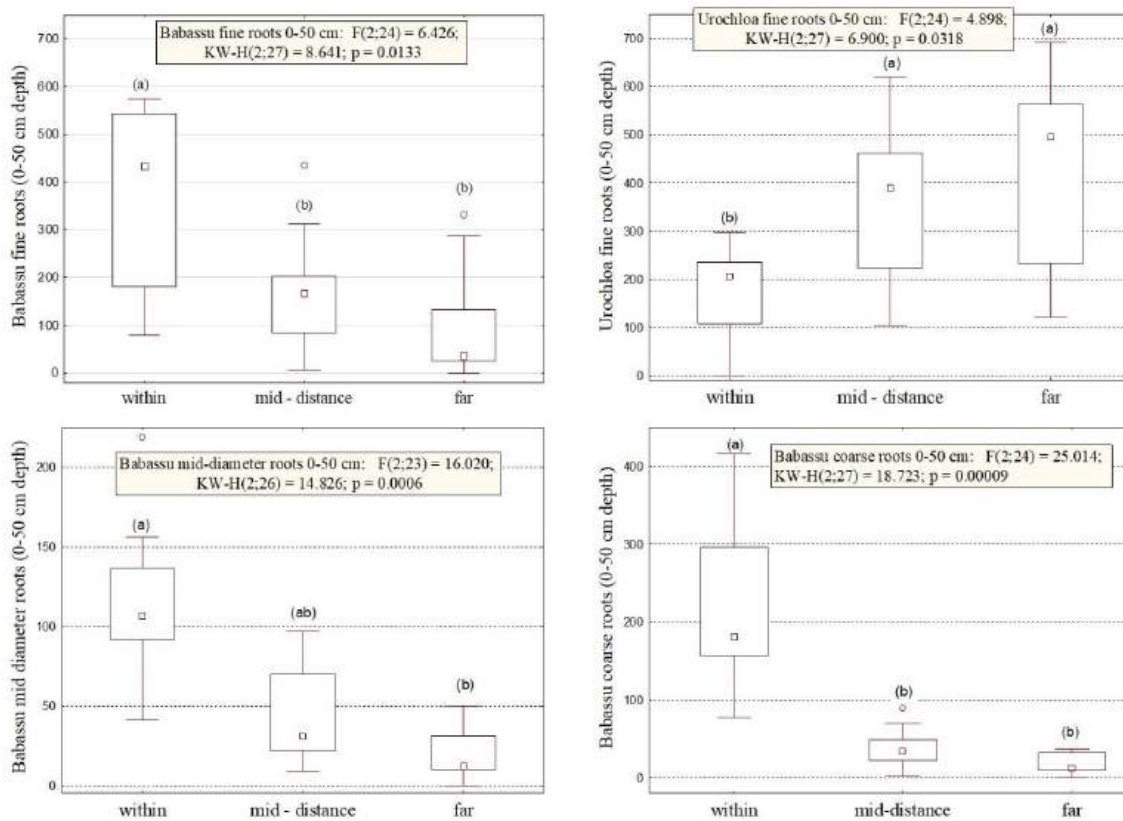 Babassu fine roots 0-50 cm: F(2;24) = 6.426;
KW-H(2;27) = 8.641; p = 0.0133
Babassu fine roots (0-50 cm depth)
700
600
500
400
300
200
100
0
(a)
(b)
(b)
within mid - distance far
Urochloa fine roots 0-50 cm: F(2;24) = 4.898;
KW-H(2;27) = 6.900; p = 0.0318
Urochloa fine roots (0-50 cm depth)
700
600
500
400
300
200
100
0
(b)
(a)
(a)
within mid - distance far
Babassu mid-diameter roots 0-50 cm: F(2;23) = 16.020;
KW-H(2;26) = 14.826; p = 0.0006
Babassu mid diameter roots (0-50 cm depth)
200
150
100
50
0
(a)
(ab)
(b)
within mid - distance far
Babassu coarse roots 0-50 cm: F(2;24) = 25.014;
KW-H(2;27) = 18.723; p = 0.00009
Babassu coarse roots (0-50 cm depth)
400
300
200
100
0
(a)
(b)
(b)
within mid-distance far